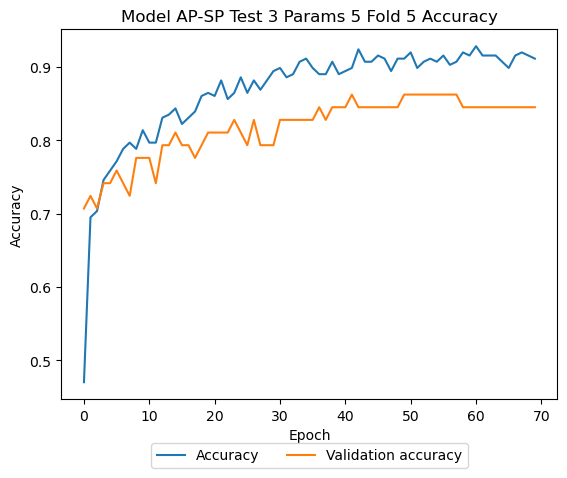 Model AP-SP Test 3 Params 5 Fold 5 Accuracy
Accuracy
0.9
0.8
0.7
0.6
0.5
0 10 20 30 40 50 60 70
Epoch
Accuracy Validation accuracy